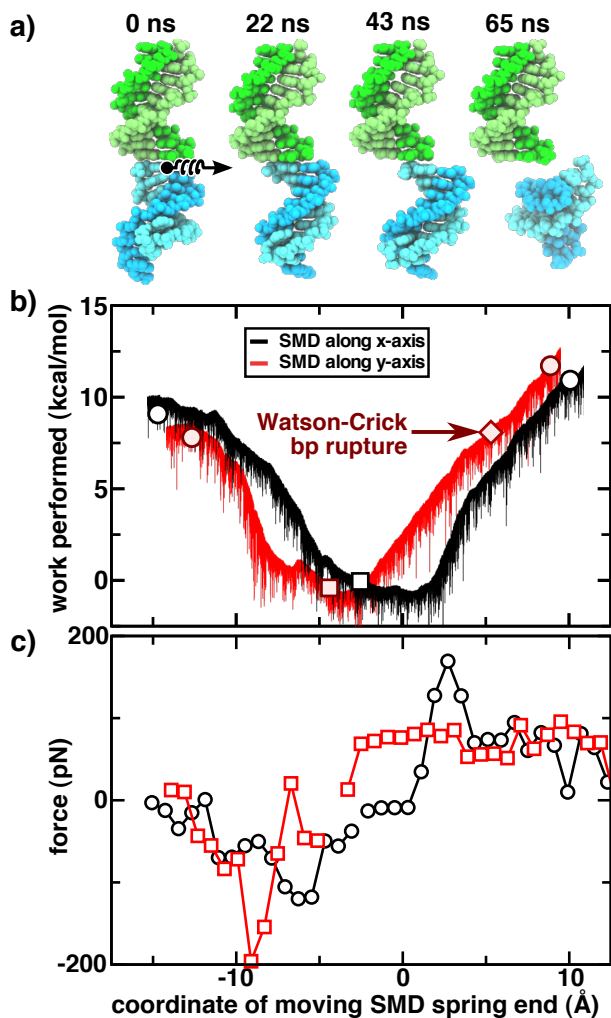 a)
0 ns 22 ns 43 ns 65 ns
b)
work performed (kcal/mol)
15
10
5
0
SMD along x-axis
SMD along y-axis
Watson-Crick
bp rupture
c)
force (pN)
200
0
-200
-10 0 10
coordinate of moving SMD spring end (Å)